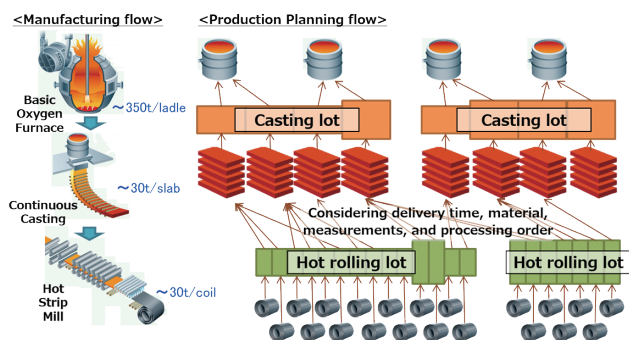 <Manufacturing flow>
<Production Planning flow>
Basic
Oxygen
Furnace
~350t/ladle
Continuous
Casting
~30t/slab
Hot
Strip
Mill
~30t/coil
Casting lot
Casting lot
Considering delivery time, material,
measurements, and processing order
Hot rolling lot
Hot rolling lot